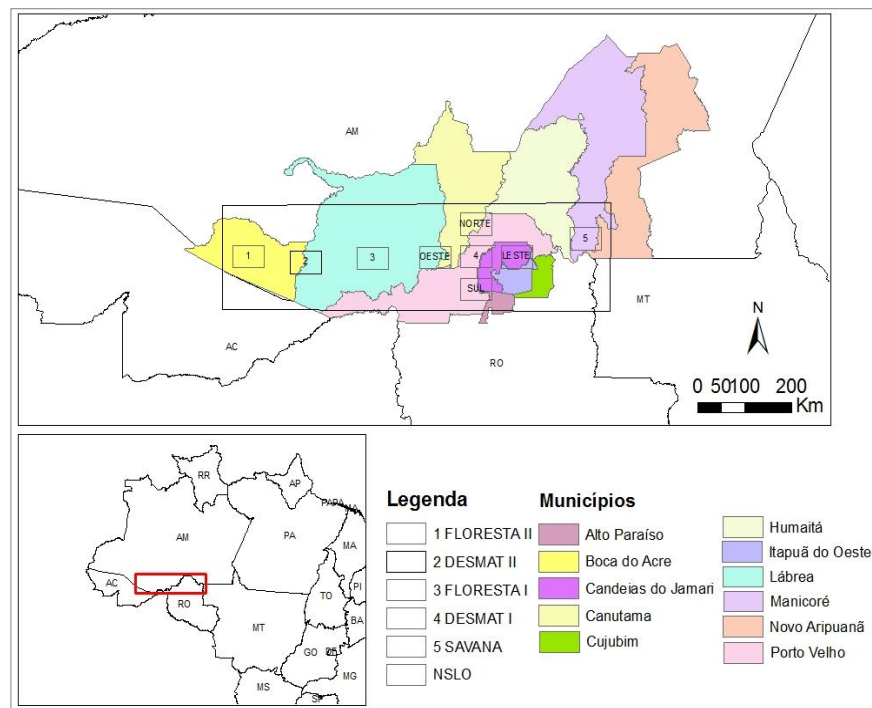 AM
NORTE
5
1
2
3
OESTE
4
LESTE
SUL
MT
AC
RO
N
0 50100 200
Km
RR
AP
AM
PA
PAPA
MA
AC
RO
TO
PI
BA
MT
GO
MG
MS
SP
Legenda
1 FLORESTA II
2 DESMAT II
3 FLORESTA I
4 DESMAT I
5 SAVANA
NSLO
Municípios
Alto Paraíso
Boca do Acre
Candeias do Jamari
Canutama
Cujubim
Humaitá
Itapuã do Oeste
Lábrea
Manicoré
Novo Aripuanã
Porto Velho